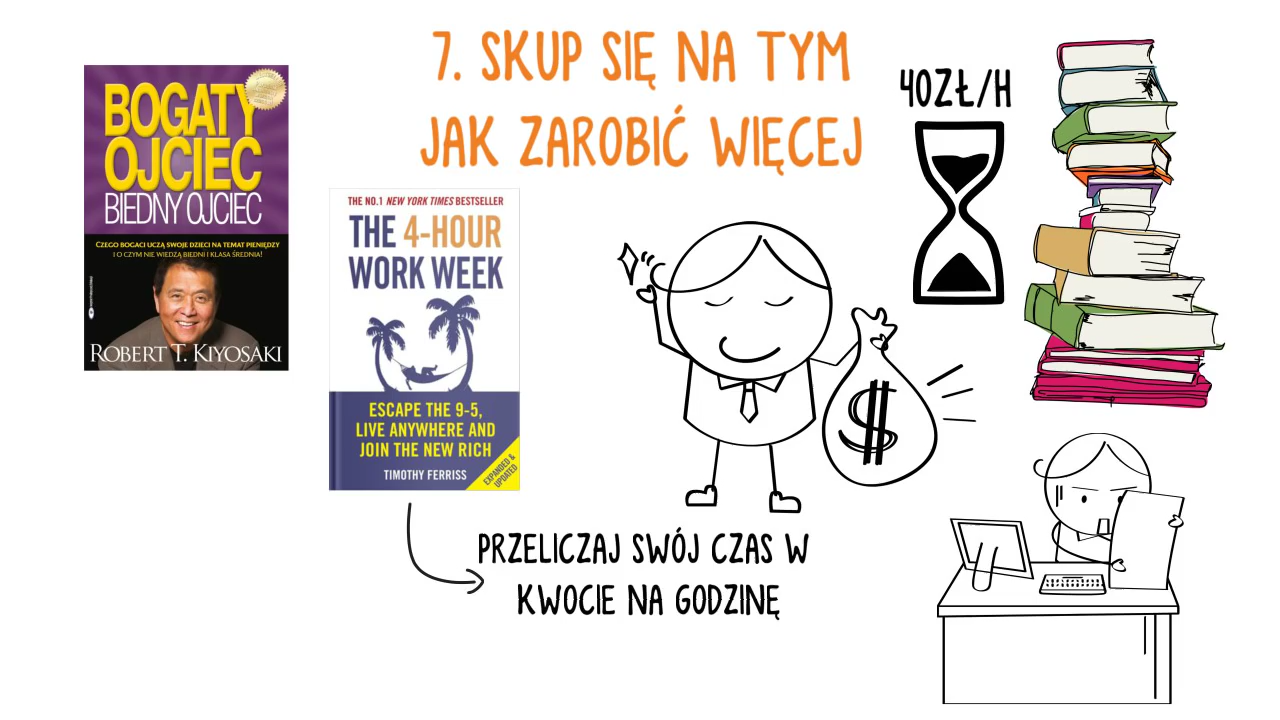 7. SKUP SIĘ NA TYM
JAK ZAROBIĆ WIĘCEJ
BOGATY
OJCIEC
BIEDNY OJCIEC
CZEGO BOGACI UCZĄ SWOJE DZIECI NA TEMAT PIENIĘDZY
I O CZYM NIE WIEDZĄ BIEDNI I KLASA ŚREDNIA!
ROBERT T. KIYOSAKI
THE NO.1 NEW YORK TIMES BESTSELLER
THE 4-HOUR
WORK WEEK
ESCAPE THE 9-5,
LIVE ANYWHERE AND
JOIN THE NEW RICH
TIMOTHY FERRISS
EXPANDED &
UPDATED
40ZŁ/H
$
PRZELICZAJ SWÓJ CZAS W
KWOCIE NA GODZINĘ